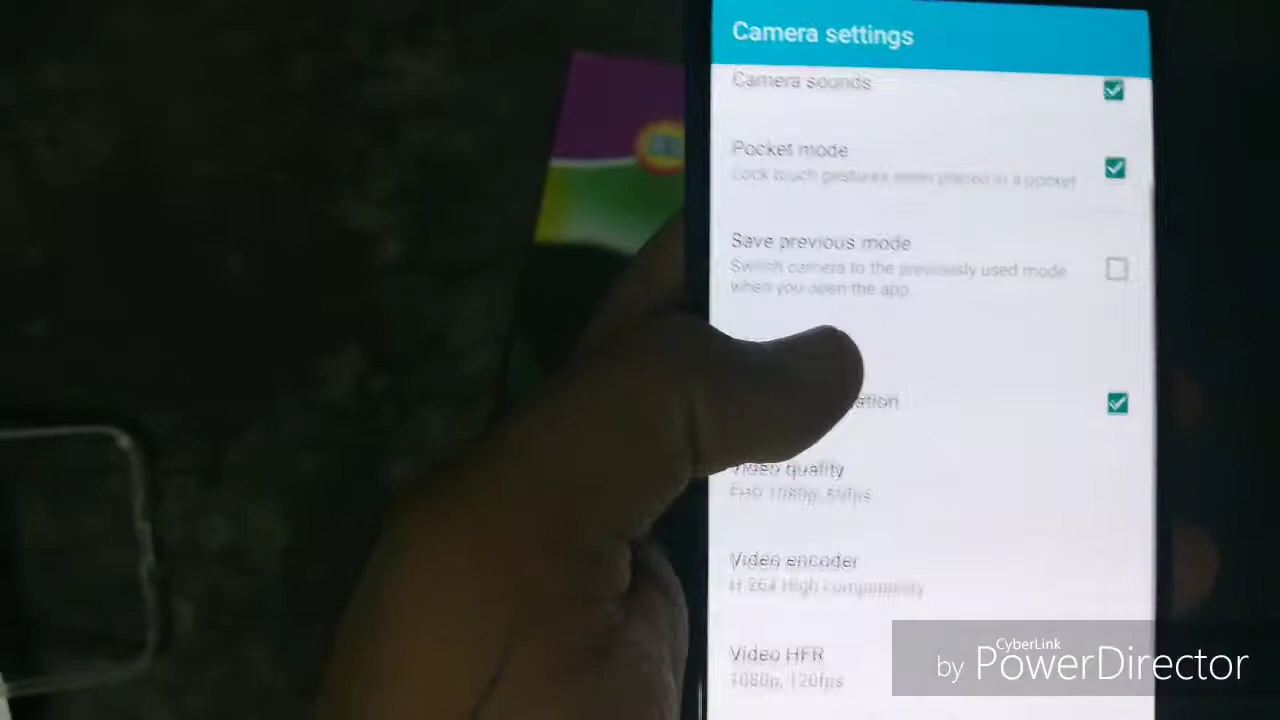 Camera settings
Camera sounds
Pocket mode
Lock touch gestures when placed in a pocket
Save previous mode
Switch camera to the previously used mode
when you open the app
Video quality
FHD 1080p,
Video encoder
H.264 High compatibility
Video HFR
1080p, 120fps
CyberLink
by PowerDirector